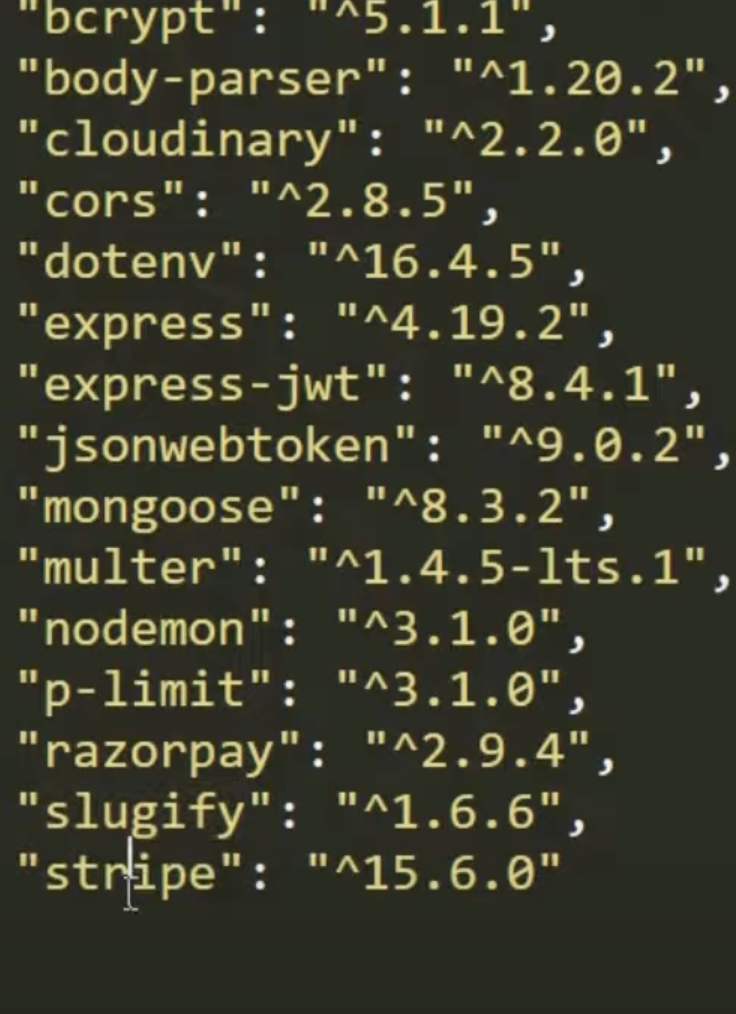 "bcrypt": "^5.1.1",
"body-parser": "^1.20.2",
"cloudinary": "^2.2.0",
"cors": "^2.8.5",
"dotenv": "^16.4.5",
"express": "^4.19.2",
"express-jwt": "^8.4.1",
"jsonwebtoken": "^9.0.2",
"mongoose": "^8.3.2",
"multer": "^1.4.5-lts.1",
"nodemon": "^3.1.0",
"p-limit": "^3.1.0",
"razorpay": "^2.9.4",
"slugify": "^1.6.6",
"stripe": "^15.6.0"